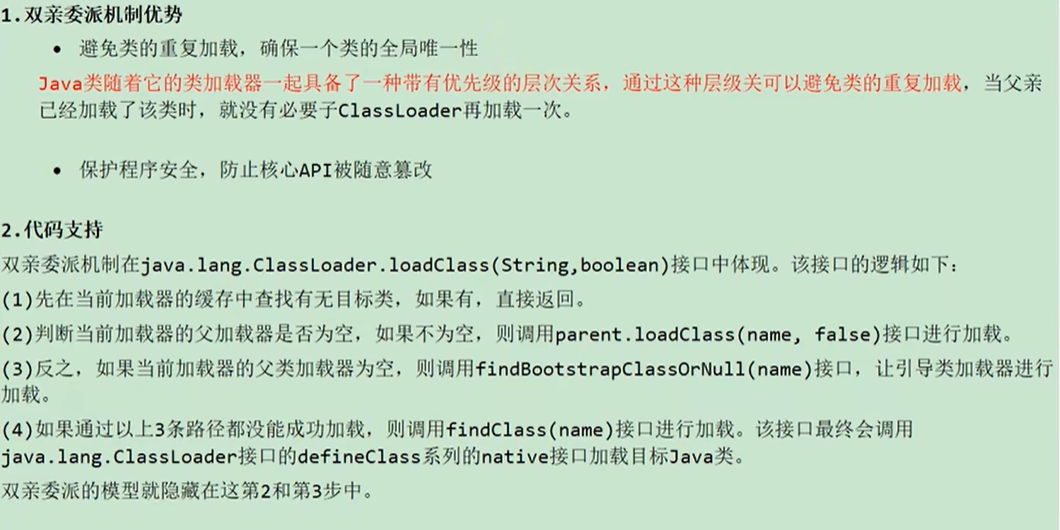 1.双亲委派机制优势
• 避免类的重复加载，确保一个类的全局唯一性
Java类随着它的类加载器一起具备了一种带有优先级的层次关系，通过这种层级关可以避免类的重复加载，当父亲
已经加载了该类时，就没有必要子ClassLoader再加载一次。
• 保护程序安全，防止核心API被随意篡改
2.代码支持
双亲委派机制在java.lang.ClassLoader.loadClass(String,boolean)接口中体现。该接口的逻辑如下：
(1)先在当前加载器的缓存中查找有无目标类，如果有，直接返回。
(2)判断当前加载器的父加载器是否为空，如果不为空，则调用parent.loadClass(name, false)接口进行加载。
(3)反之，如果当前加载器的父类加载器为空，则调用findBootstrapClassOrNull(name)接口，让引导类加载器进行
加载。
(4)如果通过以上3条路径都没能成功加载，则调用findClass(name)接口进行加载。该接口最终会调用
java.lang.ClassLoader接口的defineClass系列的native接口加载目标Java类。
双亲委派的模型就隐藏在这第2和第3步中。